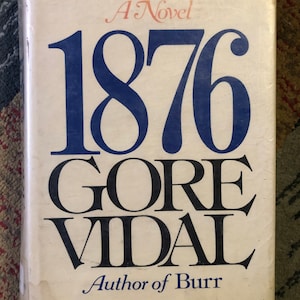 A Novel
1876
GORE
VIDAL
Author of Burr